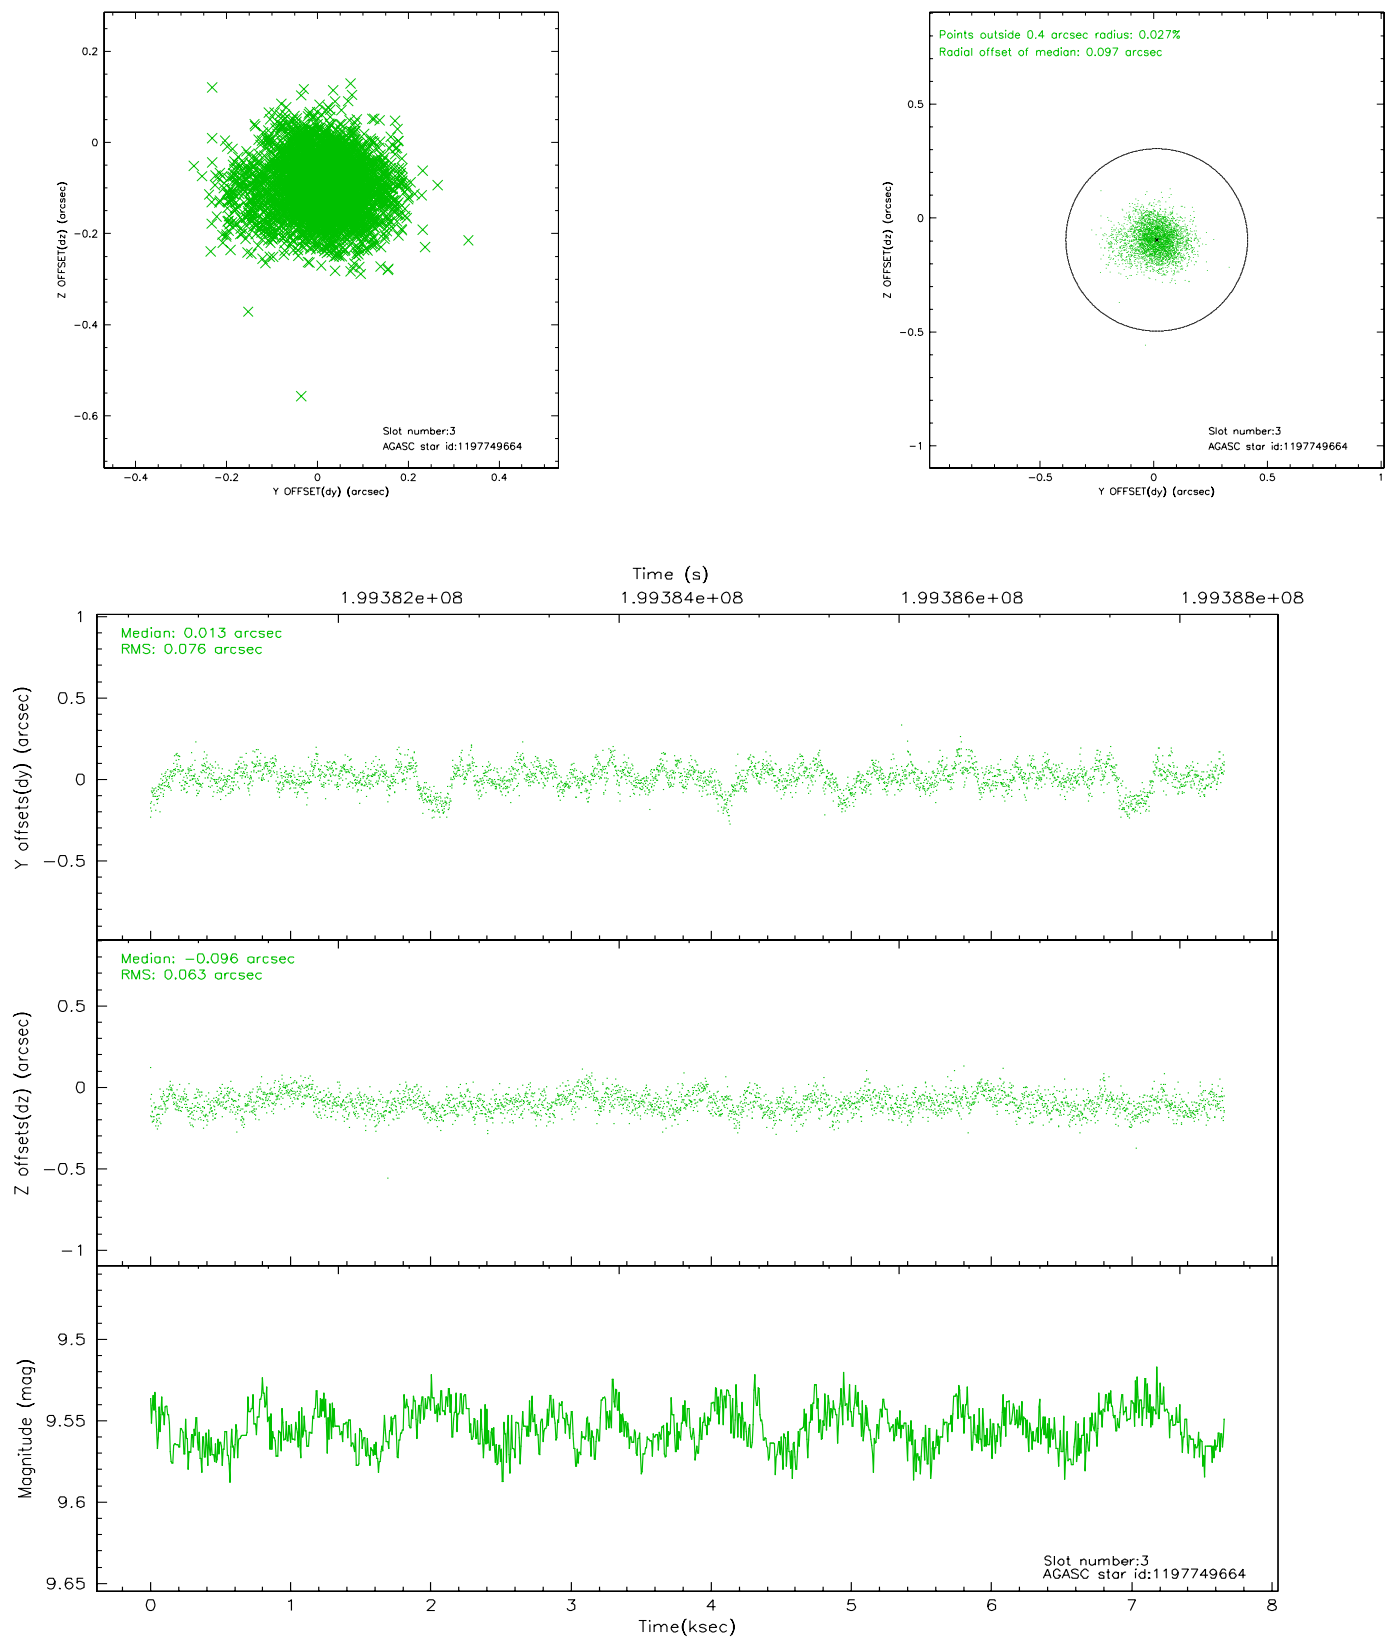 0.2
0
-0.2
-0.4
-0.6
Z OFFSET(dz) (arcsec)
Slot number:3
AGASC star id:1197749664
-0.4 -0.2 0 0.2 0.4
Y OFFSET(dy) (arcsec)
Points outside 0.4 arcsec radius: 0.027%
Radial offset of median: 0.097 arcsec
0.5
0
-0.5
-1
Z OFFSET(dz) (arcsec)
Slot number:3
AGASC star id:1197749664
-0.5 0 0.5 1
Y OFFSET(dy) (arcsec)
Time (s)
1.99382e+08 1.99384e+08 1.99386e+08 1.99388e+08
Median: 0.013 arcsec
RMS: 0.076 arcsec
1
0.5
0
-0.5
Y offsets(dy) (arcsec)
Median: -0.096 arcsec
RMS: 0.063 arcsec
0.5
0
-0.5
-1
Z offsets(dz) (arcsec)
9.5
9.55
9.6
9.65
Magnitude (mag)
Slot number:3
AGASC star id:1197749664
0 1 2 3 4 5 6 7 8
Time(ksec)